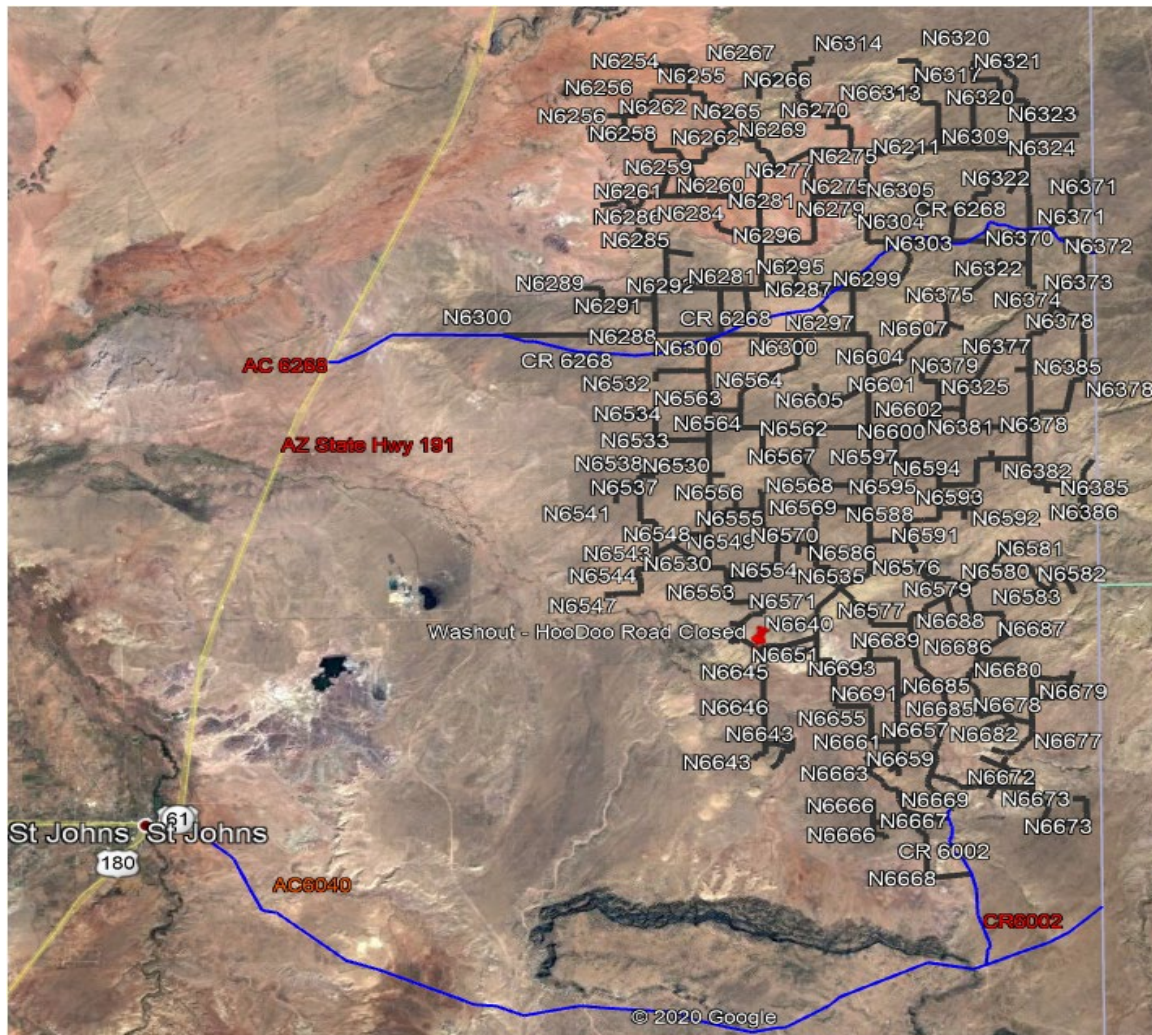 N6267
N6314
N6320
N6254
N6255
N6266
N6317
N6321
N6256
N66313
N6320
N6262
N6265
N6270
N6323
N6256
N6258
N6262
N6269
N6309
N6211
N6324
N6259
N6277
N6275
N6260
N6275
N6305
N6322
N6371
N6261
N6281
N6279
CR 6268
N6286
N6284
N6304
N6371
N6285
N6296
N6303
N6370
N6372
N6281
N6295
N6322
N6373
N6289
N6292
N6287
N6299
N6375
N6374
N6291
N6300
CR 6268
N6297
N6378
N6288
N6607
N6300
N6300
N6377
CR 6268
N6604
AC 6268
N6379
N6385
N6532
N6564
N6601
N6325
N6378
N6563
N6605
N6534
N6602
N6564
N6562
N6600
N6381
N6378
AZ State Hwy 191
N6533
N6567
N6597
N6538
N6530
N6594
N6382
N6537
N6556
N6568
N6595
N6593
N6385
N6541
N6555
N6569
N6588
N6592
N6386
N6548
N6549
N6570
N6591
N6543
N6586
N6581
N6544
N6530
N6554
N6535
N6576
N6580
N6582
N6553
N6579
N6583
N6547
N6571
N6577
Washout - HooDoo Road Closed
N6640
N6688
N6687
N6689
N6651
N6686
N6645
N6693
N6680
N6691
N6685
N6679
N6646
N6685
N6678
N6655
N6643
N6657
N6682
N6661
N6677
N6643
N6659
N6663
N6672
N6666
N6669
N6673
61
St Johns
St Johns
N6667
N6673
N6666
180
CR 6002
N6668
AC6040
CR6002
© 2020 Google